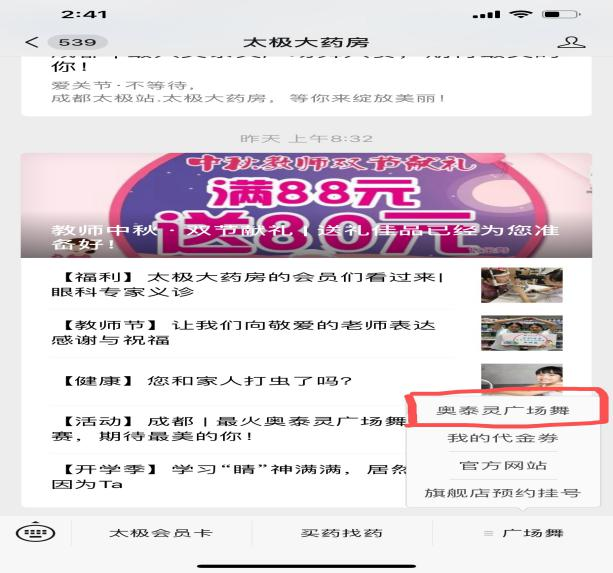 2:41
539
太极大药房
你！
爱关节·不等待，
成都太极站.太极大药房，等你来绽放美丽！
昨天 上午8:32
中秋教师双节献礼
满88元
送80元
教师中秋·双节献礼 | 送礼佳品已经为您准
备好！
【福利】太极大药房的会员们看过来|
眼科专家义诊
【教师节】让我们向敬爱的老师表达
感谢与祝福
【健康】您和家人打虫了吗？
奥泰灵广场舞
【活动】成都 | 最火奥泰灵广场舞
我的代金券
赛，期待最美的你！
官方网站
【开学季】学习“睛”神满满，居然
旗舰店预约挂号
因为Ta
太极会员卡
买药找药
广场舞